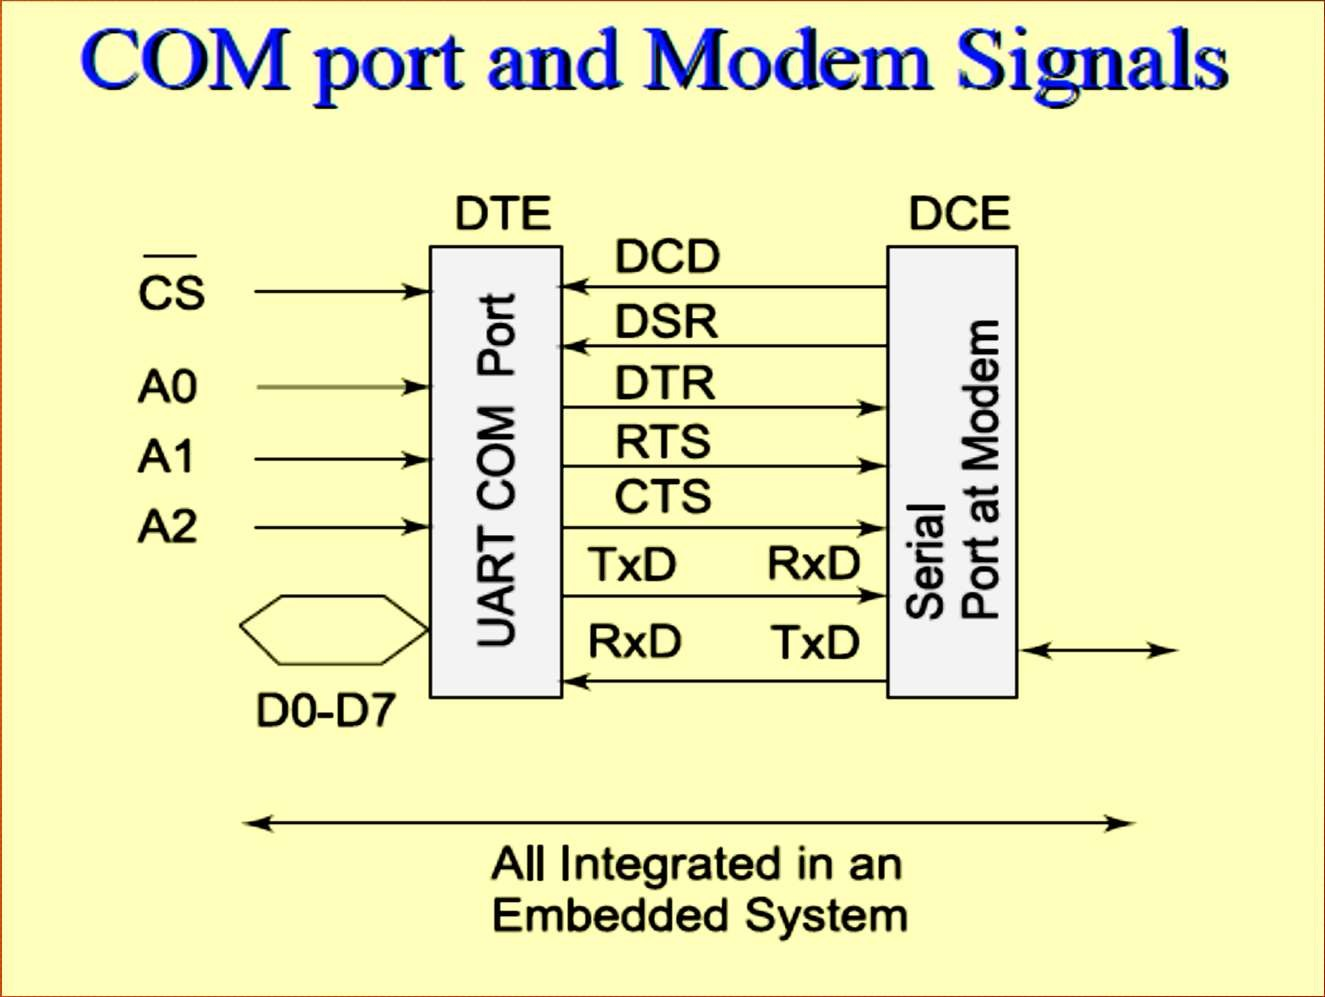 COM port and Modem Signals
DTE
DCE
C̅S̅
A0
A1
A2
D0-D7
UART COM Port
DCD
DSR
DTR
RTS
CTS
TxD RxD
RxD TxD
Serial
Port at Modem
All Integrated in an
Embedded System